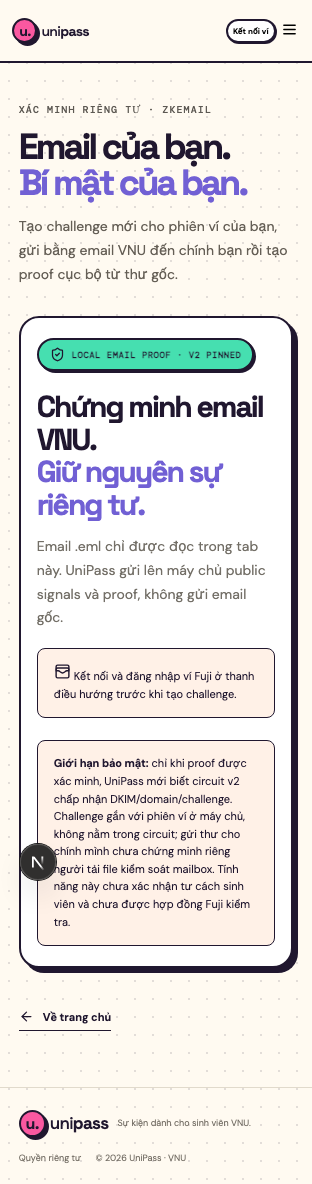 u. unipass
Kết nối ví
XÁC MINH RIÊNG TƯ · ZKEMAIL
Email của bạn.
Bí mật của bạn.
Tạo challenge mới cho phiên ví của bạn,
gửi bằng email VNU đến chính bạn rồi tạo
proof cục bộ từ thư gốc.
LOCAL EMAIL PROOF · V2 PINNED
Chứng minh email
VNU.
Giữ nguyên sự
riêng tư.
Email .eml chỉ được đọc trong tab
này. UniPass gửi lên máy chủ public
signals và proof, không gửi email
gốc.
Kết nối và đăng nhập ví Fuji ở thanh
điều hướng trước khi tạo challenge.
Giới hạn bảo mật: chỉ khi proof được
xác minh, UniPass mới biết circuit v2
chấp nhận DKIM/domain/challenge.
Challenge gắn với phiên ví ở máy chủ,
không nằm trong circuit; gửi thư cho
chính mình chưa chứng minh riêng
người tải file kiểm soát mailbox. Tính
năng này chưa xác nhận tư cách sinh
viên và chưa được hợp đồng Fuji kiểm
tra.
N
← Về trang chủ
u. unipass Sự kiện dành cho sinh viên VNU.
Quyền riêng tư © 2026 UniPass · VNU